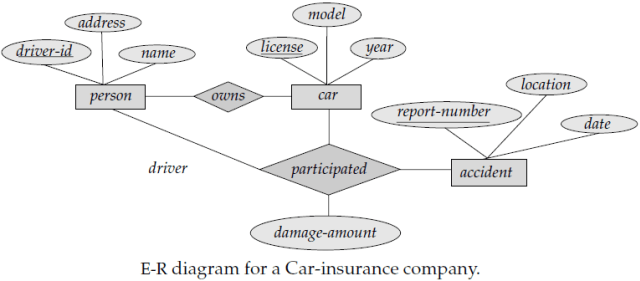 model
address
driver-id
name
license
year
person
owns
car
location
report-number
date
driver
participated
accident
damage-amount
E-R diagram for a Car-insurance company.